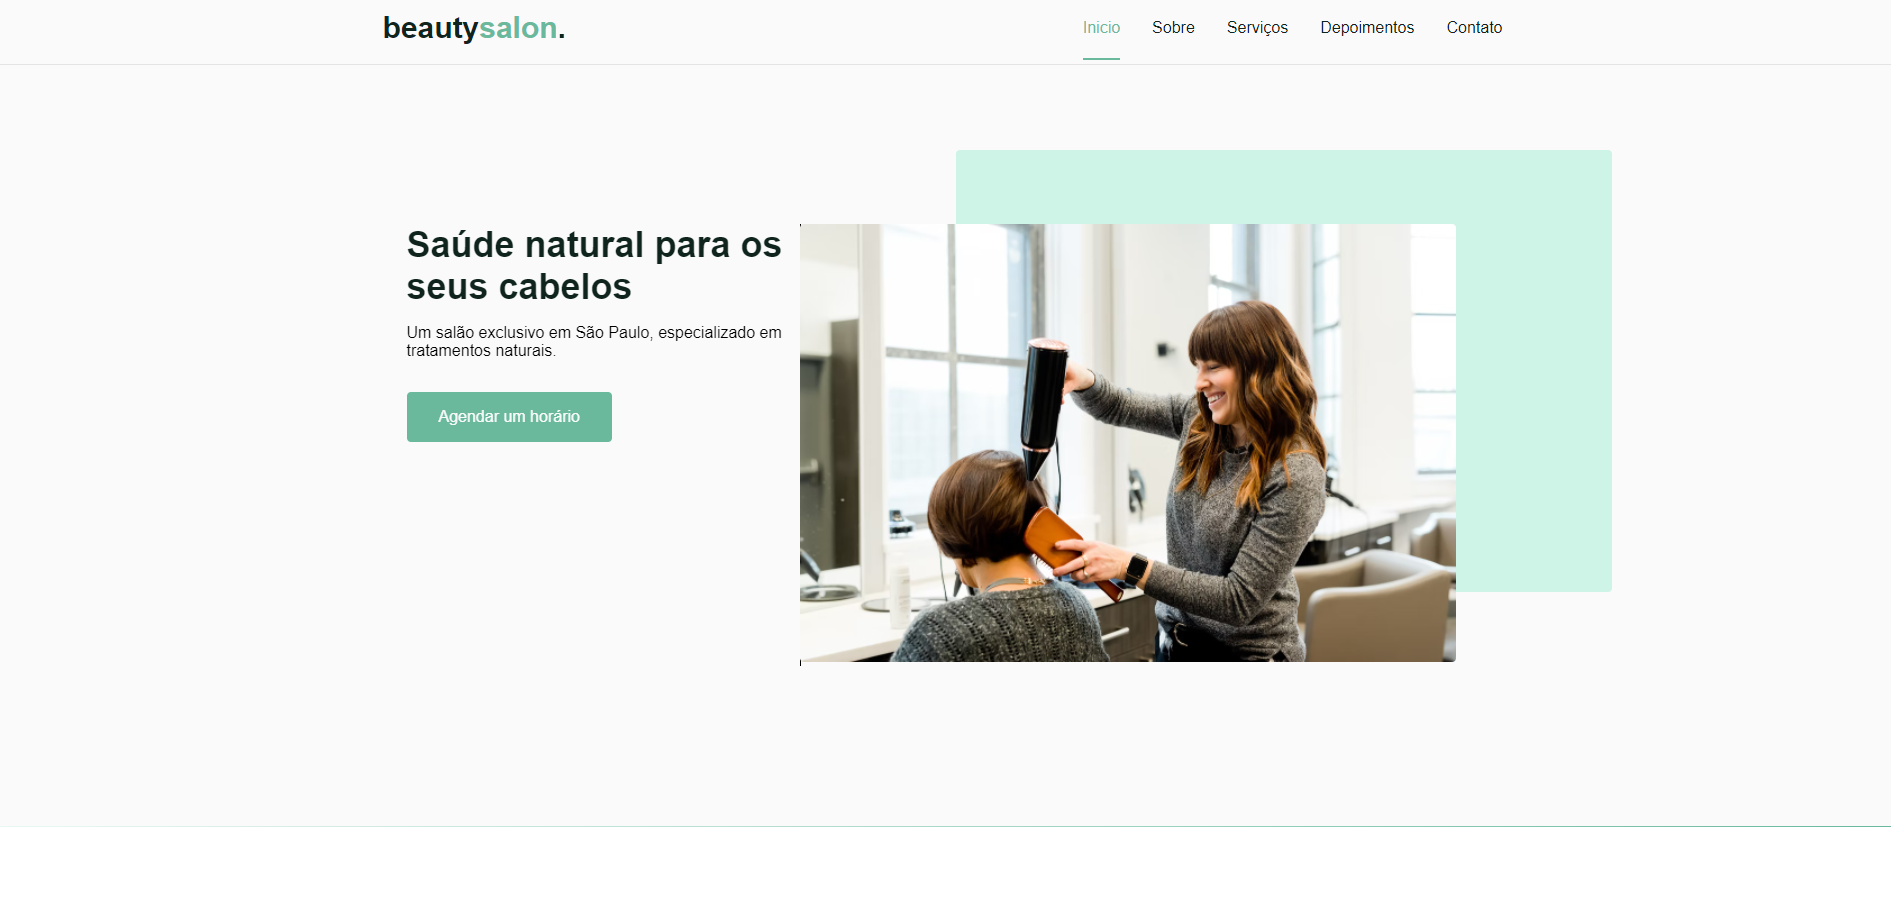 beautysalon.
Inicio Sobre Serviços Depoimentos Contato
Saúde natural para os
seus cabelos
Um salão exclusivo em São Paulo, especializado em
tratamentos naturais.
Agendar um horário